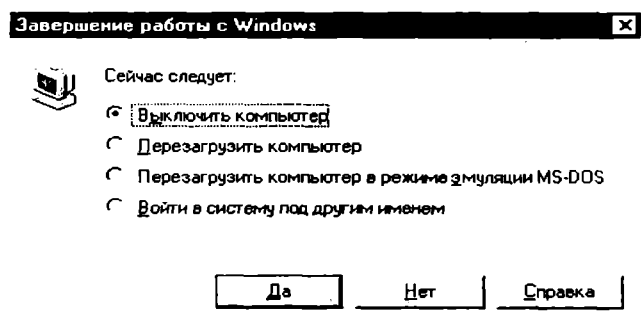 Завершение работы с Windows
Сейчас следует:
Выключить компьютер
Перезагрузить компьютер
Перезагрузить компьютер в режиме эмуляции MS-DOS
Войти в систему под другим именем
Да Нет Справка